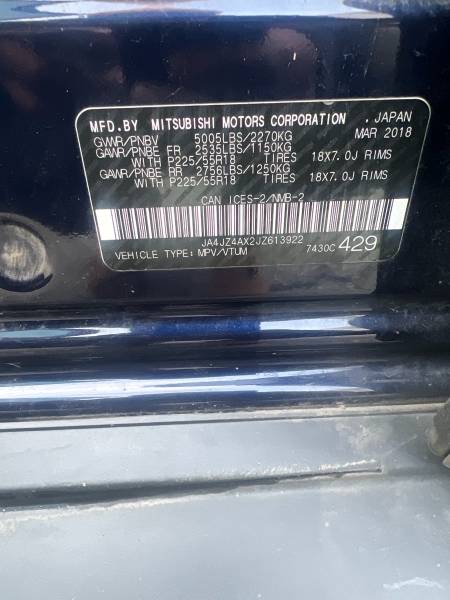 MFD.BY MITSUBISHI MOTORS CORPORATION , JAPAN
GVWR/PNBV 5005LBS/2270KG MAR 2018
GAWR/PNBE FR 2535LBS/1150KG
WITH P225/55R18 TIRES 18X7.0J RIMS
GAWR/PNBE RR 2756LBS/1250KG
WITH P225/55R18 TIRES 18X7.0J RIMS
CAN ICES-2/NMB-2
JA4JZ4AX2JZ613922
VEHICLE TYPE: MPV/VTUM 7430C 429